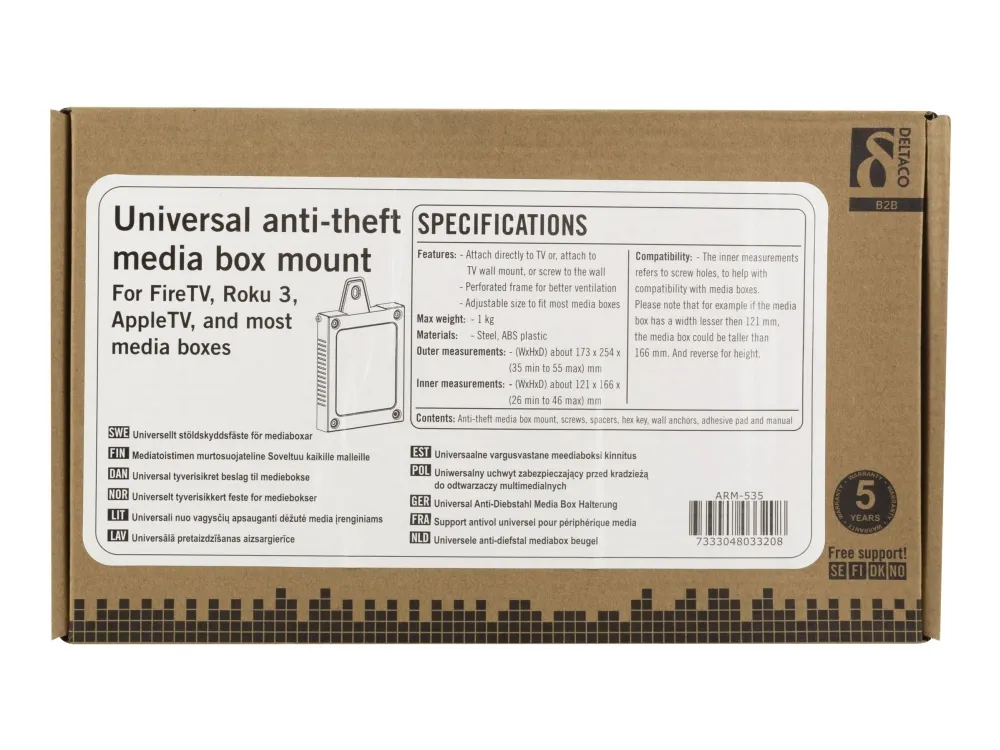 DELTACO
B2B
Universal anti-theft
media box mount
For FireTV, Roku 3,
AppleTV, and most
media boxes
SPECIFICATIONS
Features: - Attach directly to TV or, attach to
TV wall mount, or screw to the wall
- Perforated frame for better ventilation
- Adjustable size to fit most media boxes
Max weight: - 1 kg
Materials: - Steel, ABS plastic
Outer measurements: - (WxHxD) about 173 x 254 x
(35 min to 55 max) mm
Inner measurements: - (WxHxD) about 121 x 166 x
(26 min to 46 max) mm
Compatibility: - The inner measurements
refers to screw holes, to help with
compatibility with media boxes.
Please note that for example if the media
box has a width lesser then 121 mm,
the media box could be taller than
166 mm. And reverse for height.
Contents: Anti-theft media box mount, screws, spacers, hex key, wall anchors, adhesive pad and manual
SWE Universellt stöldskyddsfäste för mediaboxar
FIN Mediatoistimen murtosuojateline Soveltuu kaikille malleille
DAN Universal tyverisikret beslag til mediebokse
NOR Universelt tyverisikkert feste for mediebokser
LIT Universali nuo vagysčių apsauganti dėžutė media įrenginiams
LAV Universālā pretaizdzīšanas aizsargierīce
EST Universaalne vargusvastane meediaboksi kinnitus
POL Uniwersalny uchwyt zabezpieczający przed kradzieżą
do odtwarzaczy multimedialnych
GER Universal Anti-Diebstahl Media Box Halterung
FRA Support antivol universel pour périphérique media
NLD Universele anti-diefstal mediabox beugel
ARM-535
7333048033208
WARRANTY · WARRANTY · WARRANTY · WARRANTY
5
YEARS
Free support!
SE FI DK NO